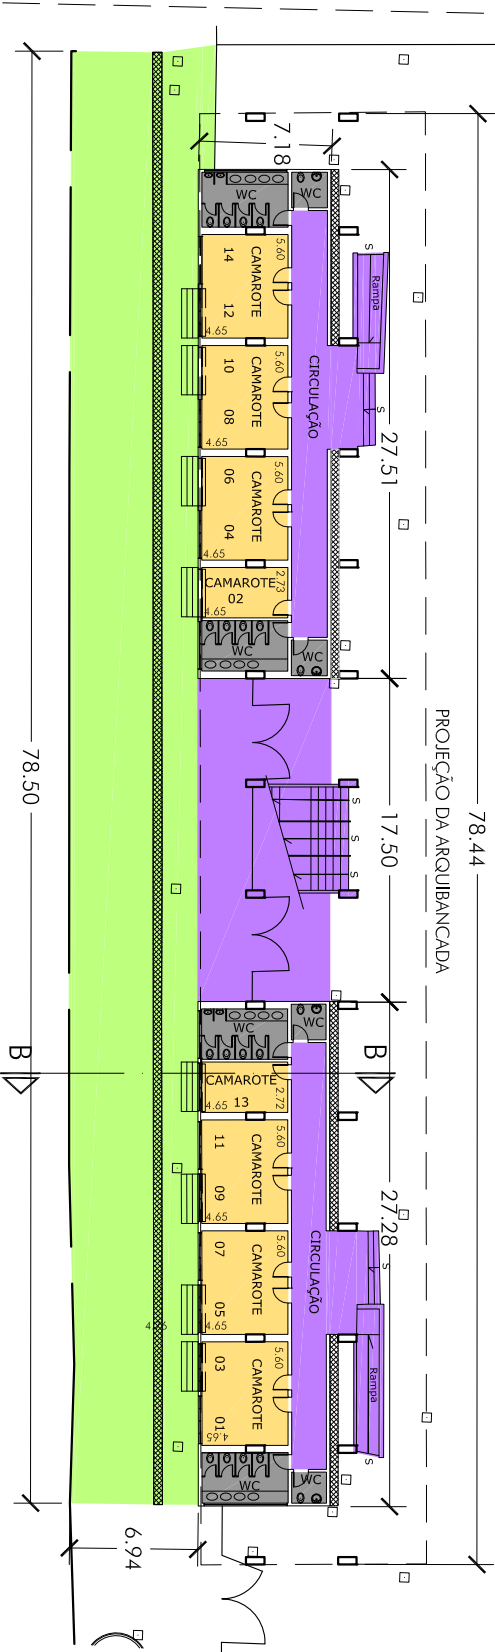 7.18
WC
WC
5.60
14
CAMAROTE
12
4.65
S
Rampa
5.60
10
CAMAROTE
08
4.65
CIRCULAÇÃO
S
27.51
5.60
06
CAMAROTE
04
4.65
2.73
CAMAROTE
02
4.65
WC
WC
78.50
PROJEÇÃO DA ARQUIBANCADA
78.44
17.50
S
S
S
S
WC
WC
B
B
CAMAROTE
13
4.65
2.72
5.60
11
CAMAROTE
09
4.65
27.28
5.60
07
CAMAROTE
05
4.65
CIRCULAÇÃO
S
5.60
03
CAMAROTE
01
4.65
Rampa
S
WC
WC
6.94